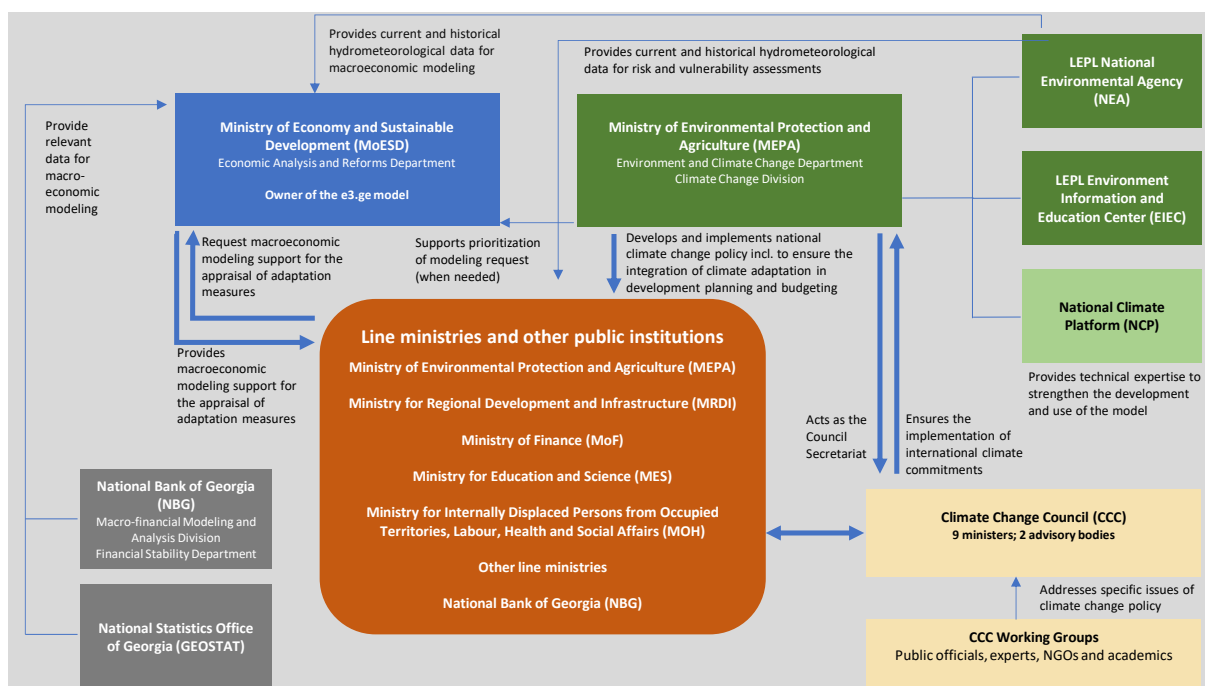 Provides current and historical
hydrometeorological data for
macroeconomic modeling
Provides current and historical hydrometeorological
data for risk and vulnerability assessments
LEPL National
Environmental Agency
(NEA)
Provide
relevant
data for
macro-
economic
modeling
Ministry of Economy and Sustainable
Development (MoESD)
Economic Analysis and Reforms Department
Owner of the e3.ge model
Ministry of Environmental Protection and
Agriculture (MEPA)
Environment and Climate Change Department
Climate Change Division
LEPL Environment
Information and
Education Center (EIEC)
Request macroeconomic
modeling support for the
appraisal of adaptation
measures
Supports prioritization
of modeling request
(when needed)
Develops and implements national
climate change policy incl. to ensure the
integration of climate adaptation in
development planning and budgeting
National Climate
Platform (NCP)
Provides technical expertise to
strengthen the development
and use of the model
Provides
macroeconomic
modeling support for
the appraisal of
adaptation measures
Line ministries and other public institutions
Ministry of Environmental Protection and Agriculture (MEPA)
Ministry for Regional Development and Infrastructure (MRDI)
Ministry of Finance (MoF)
Ministry for Education and Science (MES)
Ministry for Internally Displaced Persons from Occupied
Territories, Labour, Health and Social Affairs (MOH)
Other line ministries
National Bank of Georgia (NBG)
Acts as the
Council
Secretariat
Ensures the
implementation of
international climate
commitments
National Bank of Georgia
(NBG)
Macro-financial Modeling and
Analysis Division
Financial Stability Department
National Statistics Office
of Georgia (GEOSTAT)
Climate Change Council (CCC)
9 ministers; 2 advisory bodies
Addresses specific issues of
climate change policy
CCC Working Groups
Public officials, experts, NGOs and academics